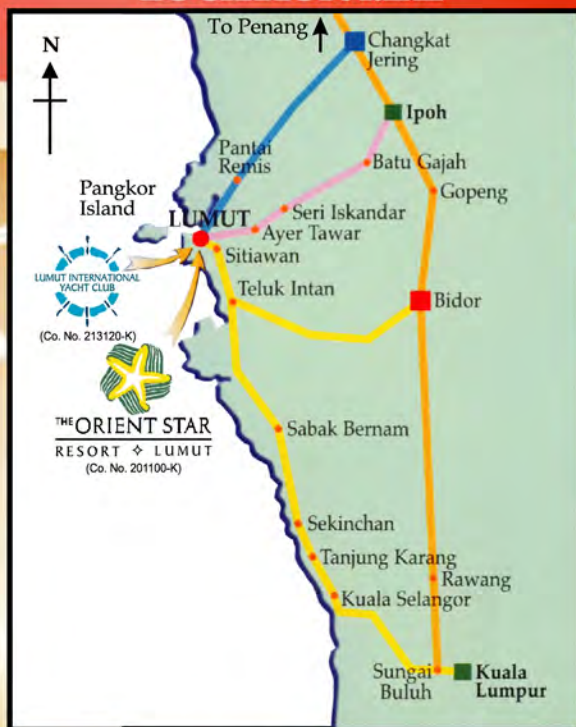 To Penang
N
Changkat
Jering
Ipoh
Pantai
Remis
Batu Gajah
Gopeng
Pangkor
Island
LUMUT
Seri Iskandar
Ayer Tawar
Sitiawan
LUMUT INTERNATIONAL
YACHT CLUB
(Co. No. 213120-K)
Teluk Intan
Bidor
THE ORIENT STAR
RESORT ✧ LUMUT
(Co. No. 201100-K)
Sabak Bernam
Sekinchan
Tanjung Karang
Rawang
Kuala Selangor
Sungai
Buluh
Kuala
Lumpur